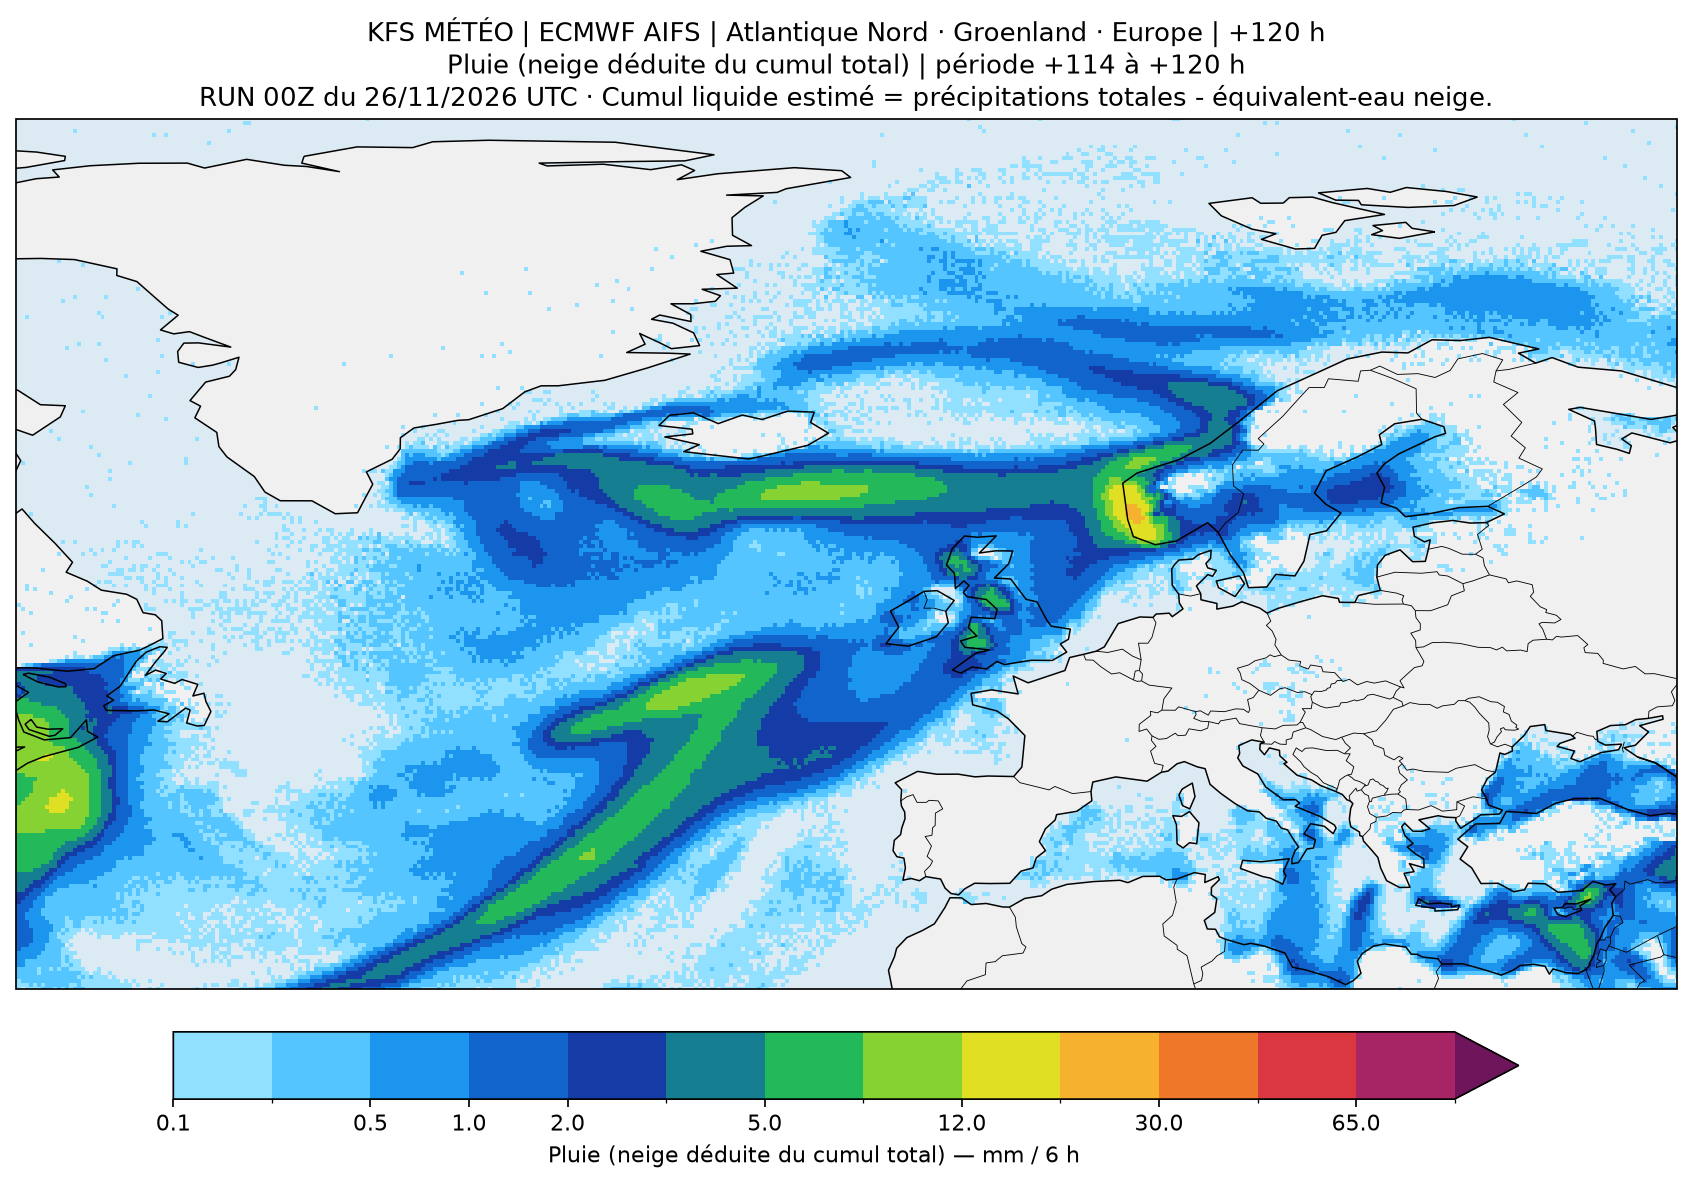 KFS MÉTÉO | ECMWF AIFS | Atlantique Nord · Groenland · Europe | +120 h
Pluie (neige déduite du cumul total) | période +114 à +120 h
RUN 00Z du 26/11/2026 UTC · Cumul liquide estimé = précipitations totales - équivalent-eau neige.
0.1 0.5 1.0 2.0 5.0 12.0 30.0 65.0
Pluie (neige déduite du cumul total) — mm / 6 h